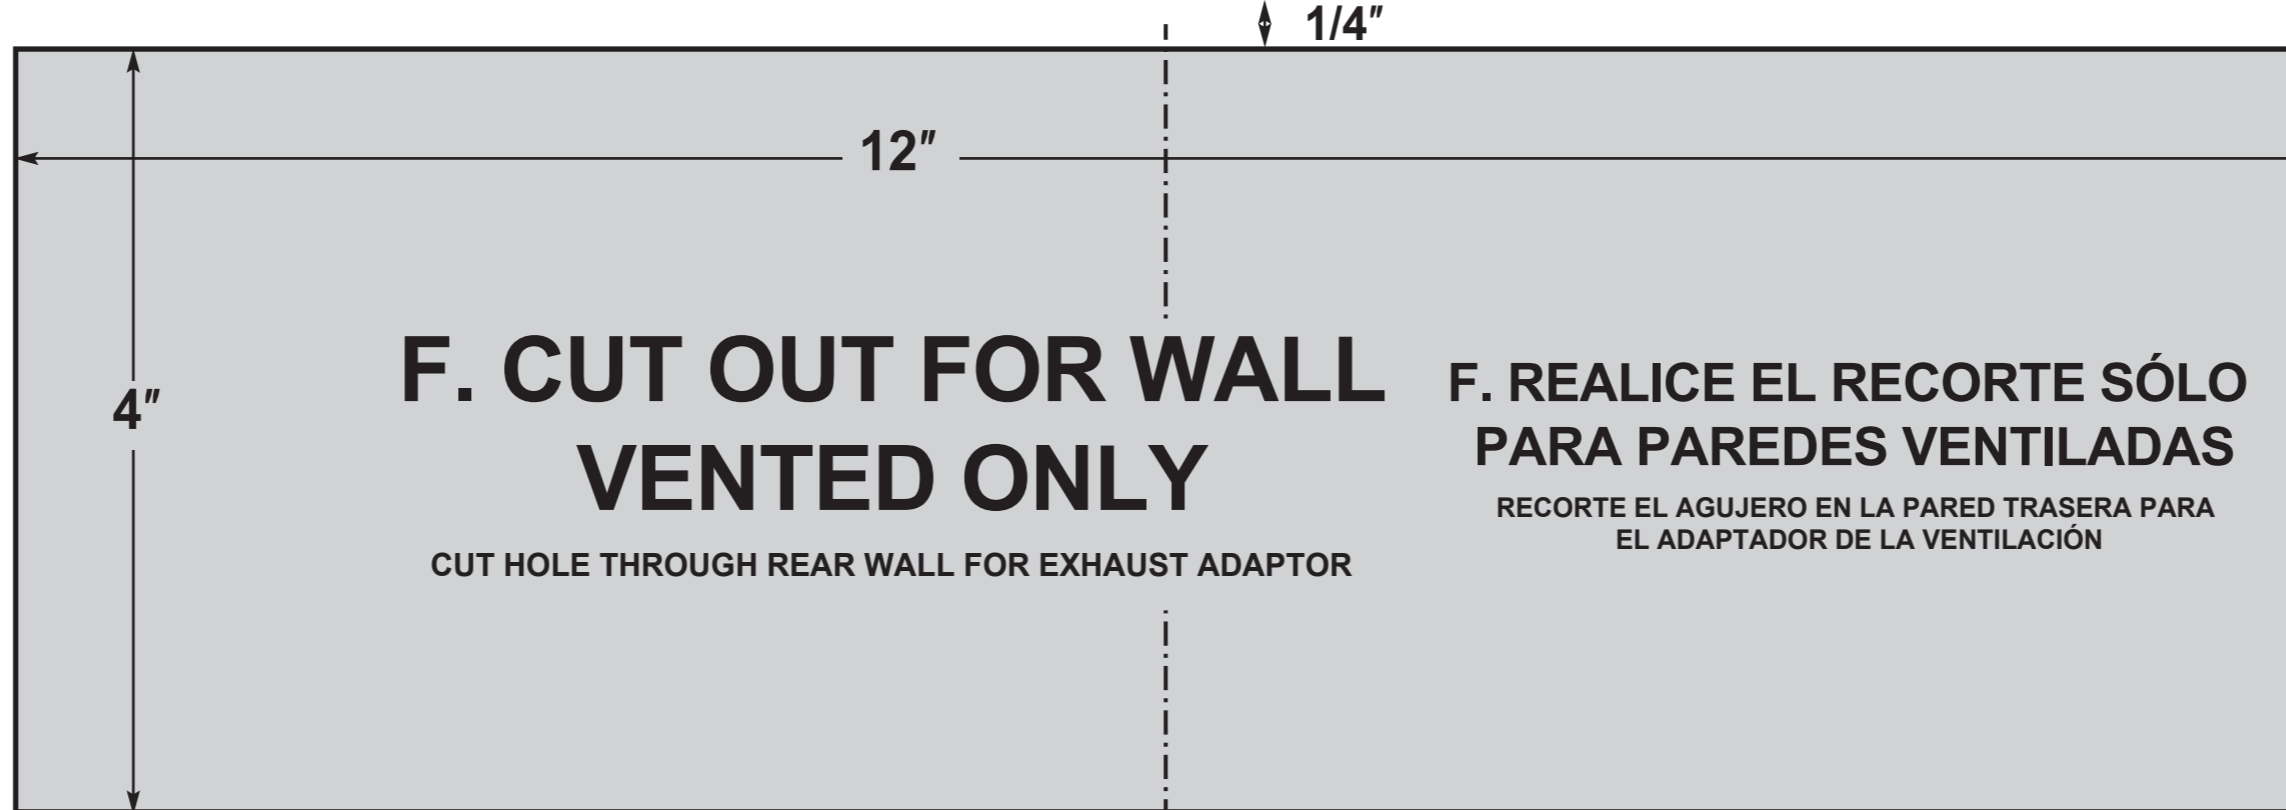 1/4″
12″
4″
F. CUT OUT FOR WALL
VENTED ONLY
CUT HOLE THROUGH REAR WALL FOR EXHAUST ADAPTOR
F. REALICE EL RECORTE SÓLO
PARA PAREDES VENTILADAS
RECORTE EL AGUJERO EN LA PARED TRASERA PARA
EL ADAPTADOR DE LA VENTILACIÓN